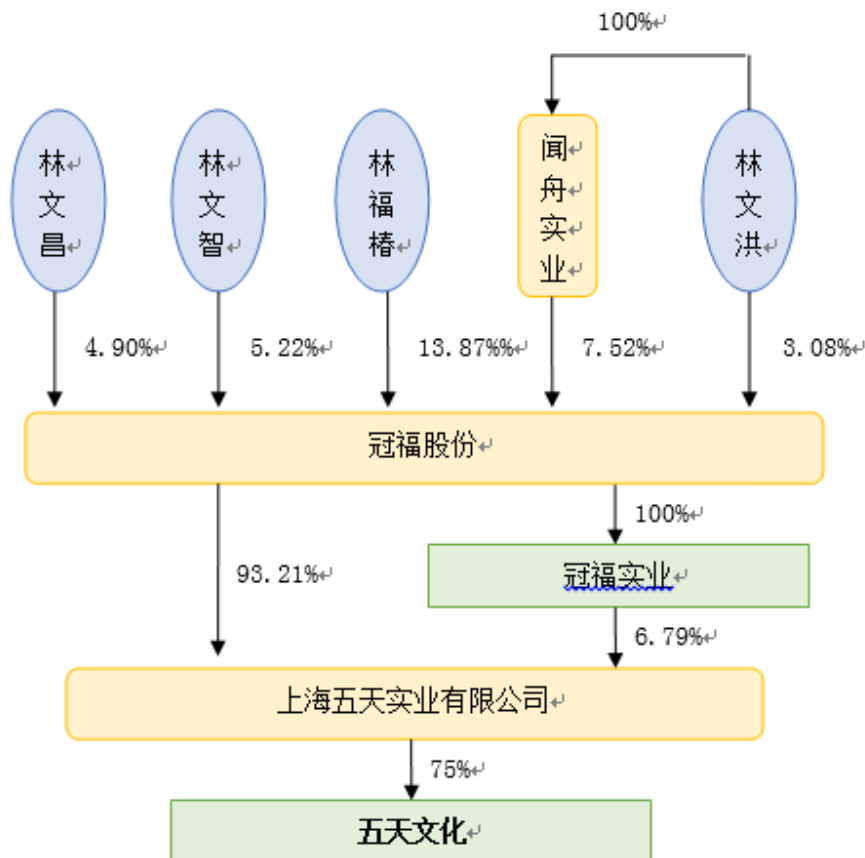 100%↵
林↵
文
昌↵
林↵
文
智↵
林
福
椿↵
闻↵
舟
实
业↵
林↵
文
洪↵
4.90%↵
5.22%↵
13.87%%
7.52%↵
3.08%↵
冠福股份↵
100%↵
93.21%↵
冠福实业↵
6.79%↵
上海五天实业有限公司↵
75%↵
五天文化↵